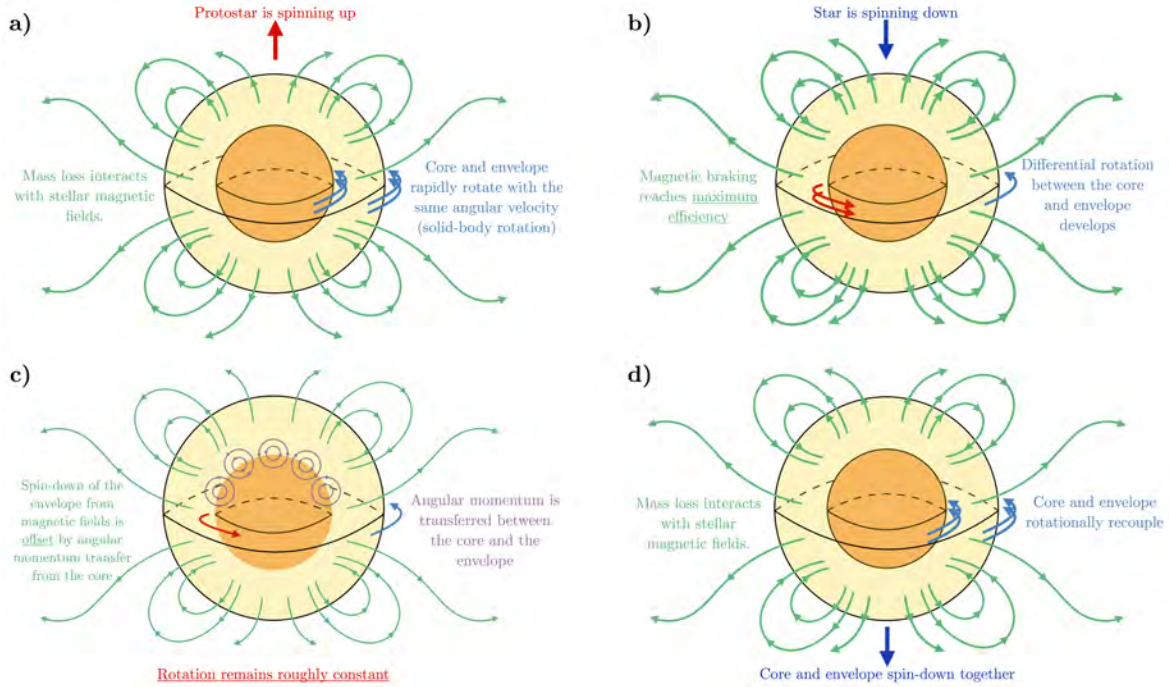 a)
Protostar is spinning up
Mass loss interacts
with stellar magnetic
fields.
Core and envelope
rapidly rotate with the
same angular velocity
(solid-body rotation)
b)
Star is spinning down
Magnetic braking
reaches maximum
efficiency
Differential rotation
between the core
and envelope
develops
c)
Spin-down of the
envelope from
magnetic fields is
offset by angular
momentum transfer
from the core
Angular momentum is
transferred between
the core and the
envelope
Rotation remains roughly constant
d)
Mass loss interacts
with stellar
magnetic fields.
Core and envelope
rotationally recouple
Core and envelope spin-down together